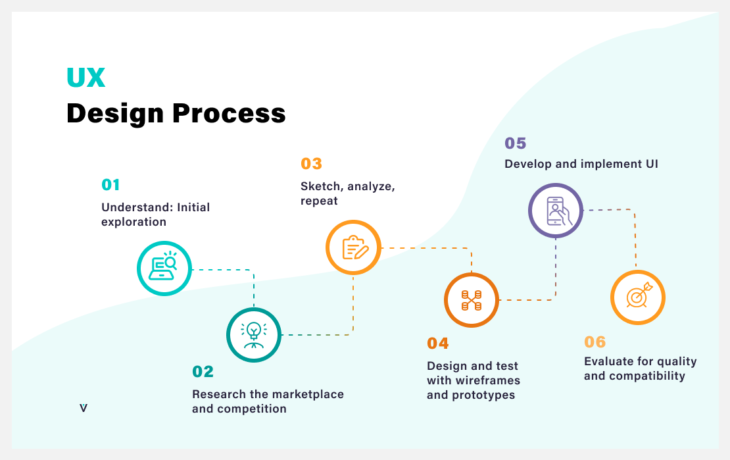 UX
Design Process
01
Understand: Initial
exploration
02
Research the marketplace
and competition
03
Sketch, analyze,
repeat
04
Design and test
with wireframes
and prototypes
05
Develop and implement UI
06
Evaluate for quality
and compatibility
V